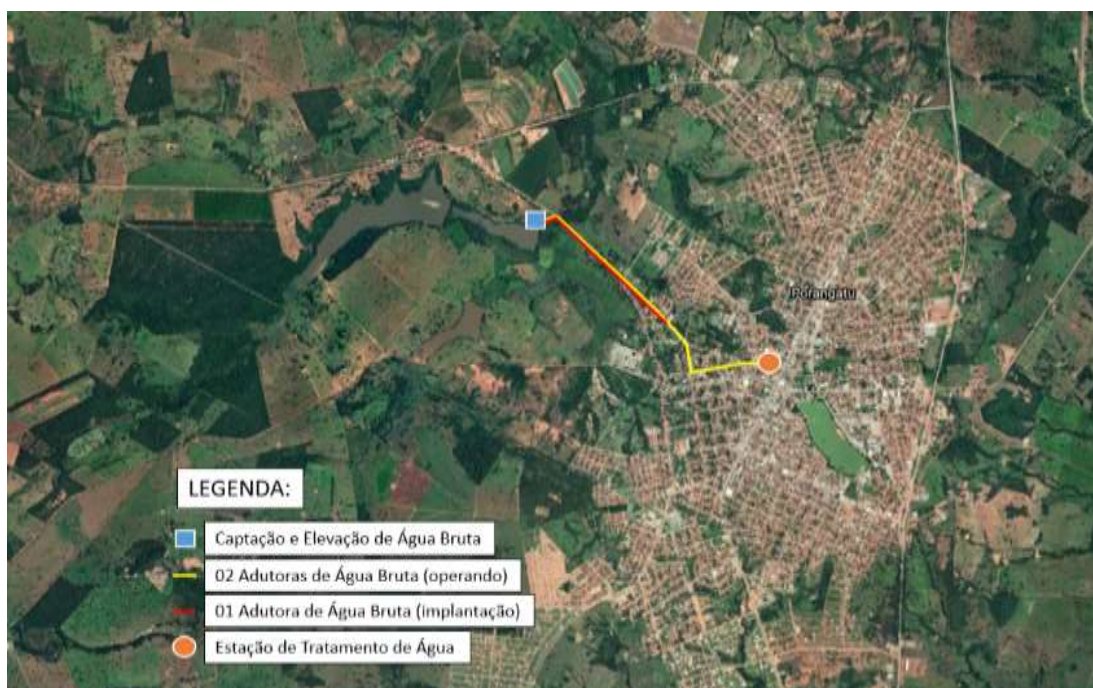 Porangatu
LEGENDA:
Captação e Elevação de Água Bruta
02 Adutoras de Água Bruta (operando)
01 Adutora de Água Bruta (implantação)
Estação de Tratamento de Água